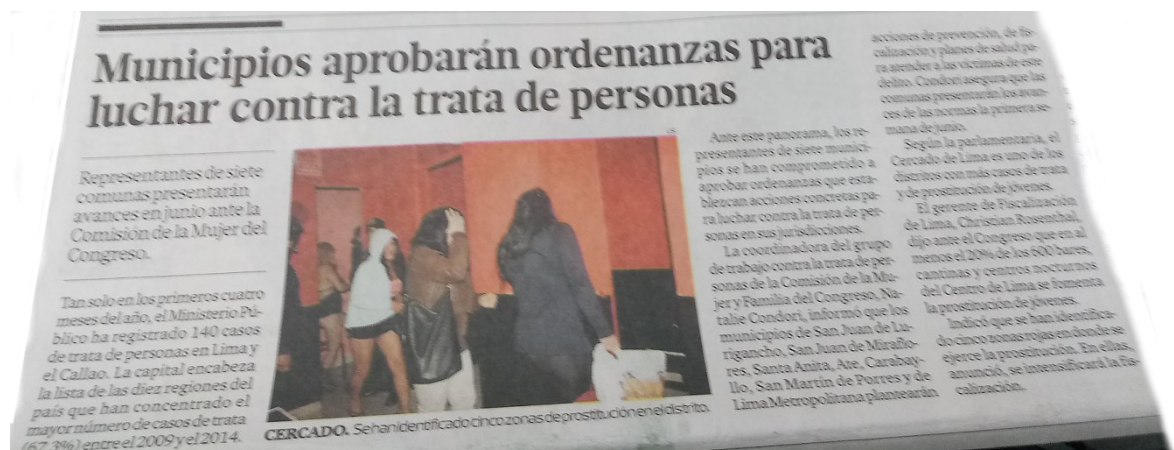 Municipios aprobarán ordenanzas para
luchar contra la trata de personas
Representantes de siete
comunas presentarán
avances en junio ante la
Comisión de la Mujer del
Congreso.
Tan solo en los primeros cuatro
meses del año, el Ministerio Pú-
blico ha registrado 140 casos
de trata de personas en Lima y
el Callao. La capital encabeza
la lista de las diez regiones del
país que han concentrado el
mayor número de casos de trata
(67,3%) entre el 2009 y el 2014.
CERCADO. Se han identificado cinco zonas de prostitución en el distrito.
Ante este panorama, los re-
presentantes de siete munici-
pios se han comprometido a
aprobar ordenanzas que esta-
blezcan acciones concretas pa-
ra luchar contra la trata de per-
sonas en sus jurisdicciones.
La coordinadora del grupo
de trabajo contra la trata de per-
sonas de la Comisión de la Mu-
jer y Familia del Congreso, Na-
talie Condori, informó que los
municipios de San Juan de Lu-
rigancho, San Juan de Miraflo-
res, Santa Anita, Ate, Carabay-
llo, San Martín de Porres y de
Lima Metropolitana plantearán
acciones de prevención, de fis-
calización y planes de salud pa-
ra atender a las víctimas de este
delito. Condori asegura que las
comunas presentarán los avan-
ces de las normas la primera se-
mana de junio.
Según la parlamentaria, el
Cercado de Lima es uno de los
distritos con más casos de trata
y de prostitución de jóvenes.
El gerente de Fiscalización
de Lima, Christian Rosenthal,
dijo ante el Congreso que en al
menos el 20% de los 600 bares,
cantinas y centros nocturnos
del Centro de Lima se fomenta
la prostitución de jóvenes.
Indicó que se han identifica-
do cinco zonas rojas en donde se
ejerce la prostitución. En ellas,
anunció, se intensificará la fis-
calización.